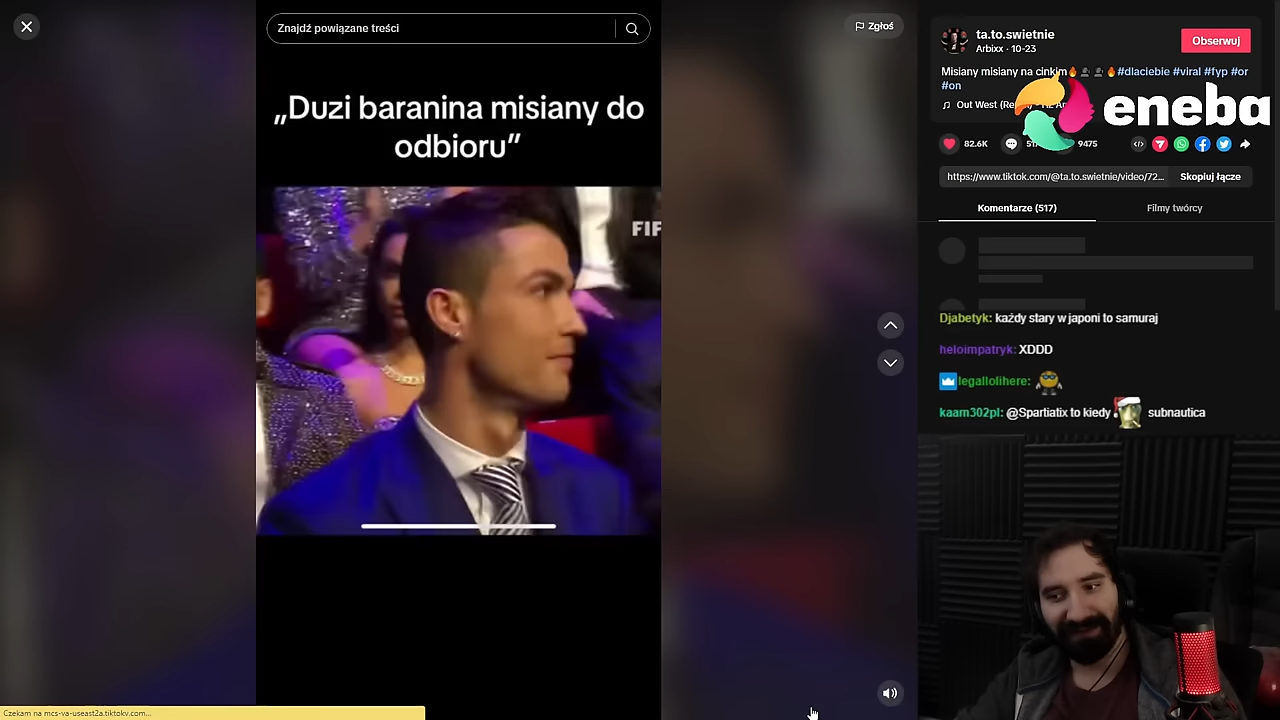 Znajdź powiązane treści
Zgłoś
„Duzi baranina misiany do
odbioru”
FIF
ta.to.swietnie
Arbixx · 10-23
Obserwuj
Misiany misiany na cinkim🔥👥👥🔥#dlaciebie #viral #fyp #or
#on
Out West (Re
eneba
82.6K
9475
https://www.tiktok.com/@ta.to.swietnie/video/72...
Skopiuj łącze
Komentarze (517)
Filmy twórcy
Djabetyk: każdy stary w japoni to samuraj
heloimpatryk: XDDD
legallolihere:
kaam302pl: @Spartiatix to kiedy subnautica
Czekam na mcs-va-useast2a.tiktokv.com...